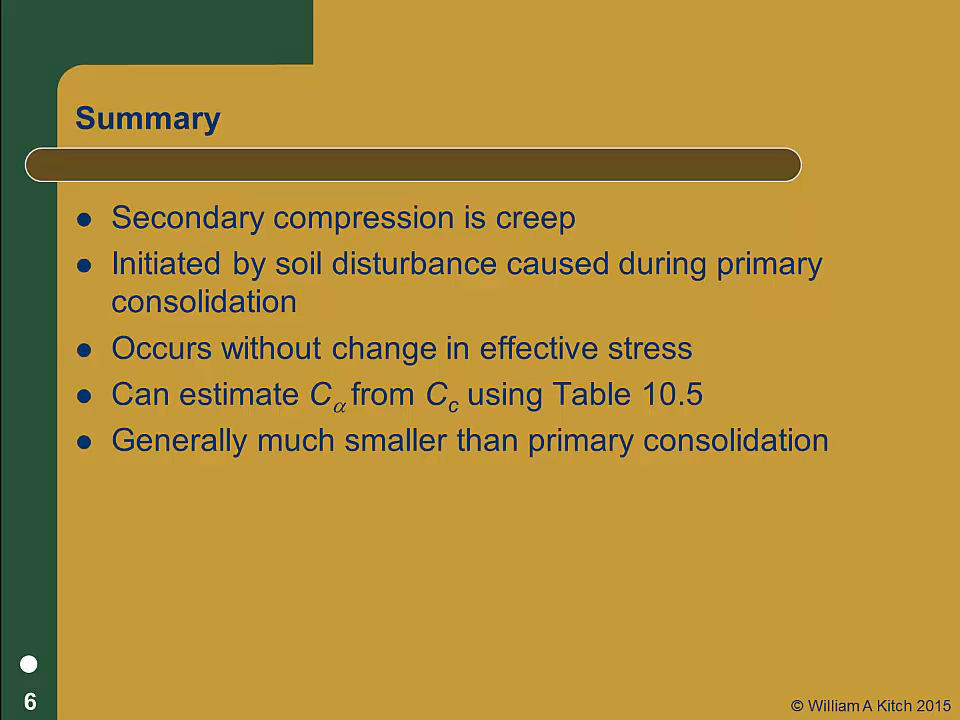 Summary
● Secondary compression is creep
● Initiated by soil disturbance caused during primary
consolidation
● Occurs without change in effective stress
● Can estimate Cα from Cc using Table 10.5
● Generally much smaller than primary consolidation
6
© William A Kitch 2015